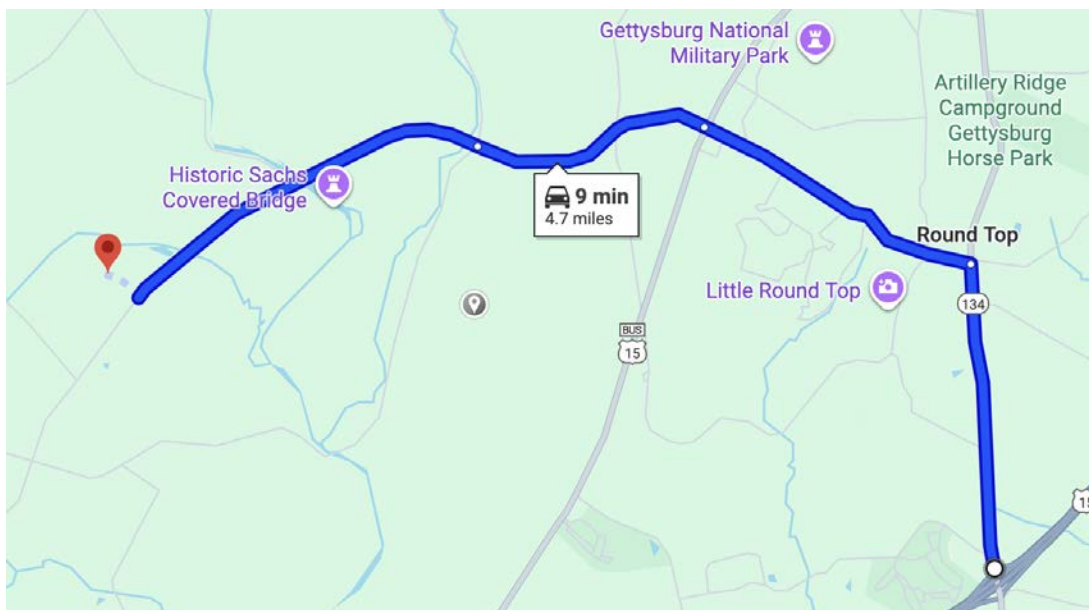 Gettysburg National
Military Park
Artillery Ridge
Campground
Gettysburg
Horse Park
Historic Sachs
Covered Bridge
9 min
4.7 miles
Round Top
Little Round Top
134
BUS
15
15